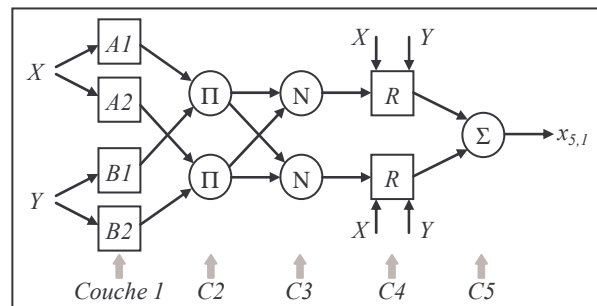 X Y
A1
X A2 Π N R
Σ x5,1
B1 Π N R
Y B2
X Y
Couche 1 C2 C3 C4 C5